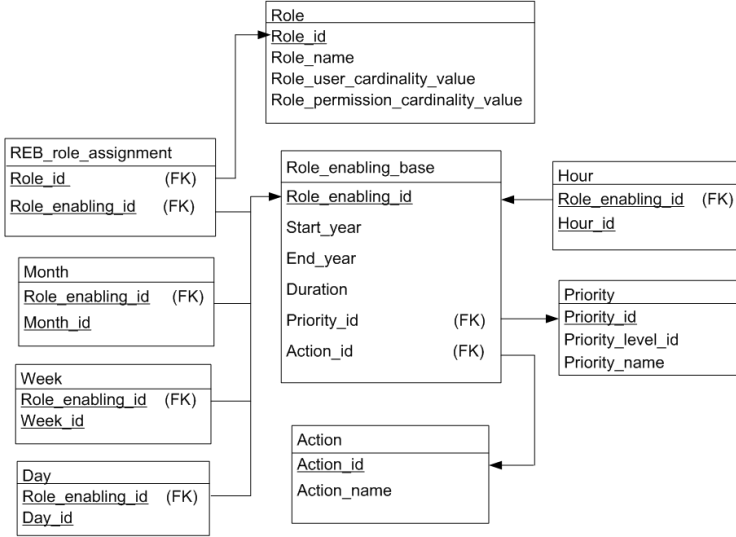 Role
Role_id
Role_name
Role_user_cardinality_value
Role_permission_cardinality_value
REB_role_assignment
Role_id (FK)
Role_enabling_id (FK)
Role_enabling_base
Role_enabling_id
Start_year
End_year
Duration
Priority_id (FK)
Action_id (FK)
Hour
Role_enabling_id (FK)
Hour_id
Month
Role_enabling_id (FK)
Month_id
Priority
Priority_id
Priority_level_id
Priority_name
Week
Role_enabling_id (FK)
Week_id
Action
Action_id
Action_name
Day
Role_enabling_id (FK)
Day_id